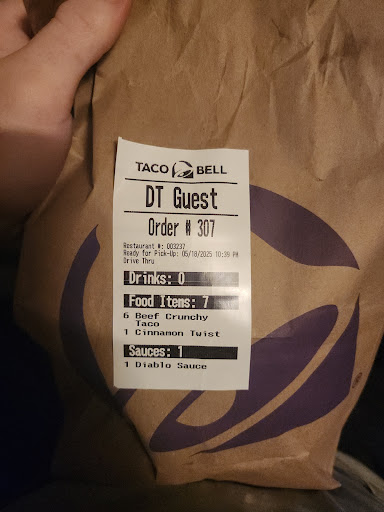 TACO BELL
DT Guest
Order # 307
Restaurant #: 003237
Ready for Pick-Up: 05/18/2025 10:39 PM
Drive Thru
Drinks: 0
Food Items: 7
6 Beef Crunchy
Taco
1 Cinnamon Twist
Sauces: 1
1 Diablo Sauce